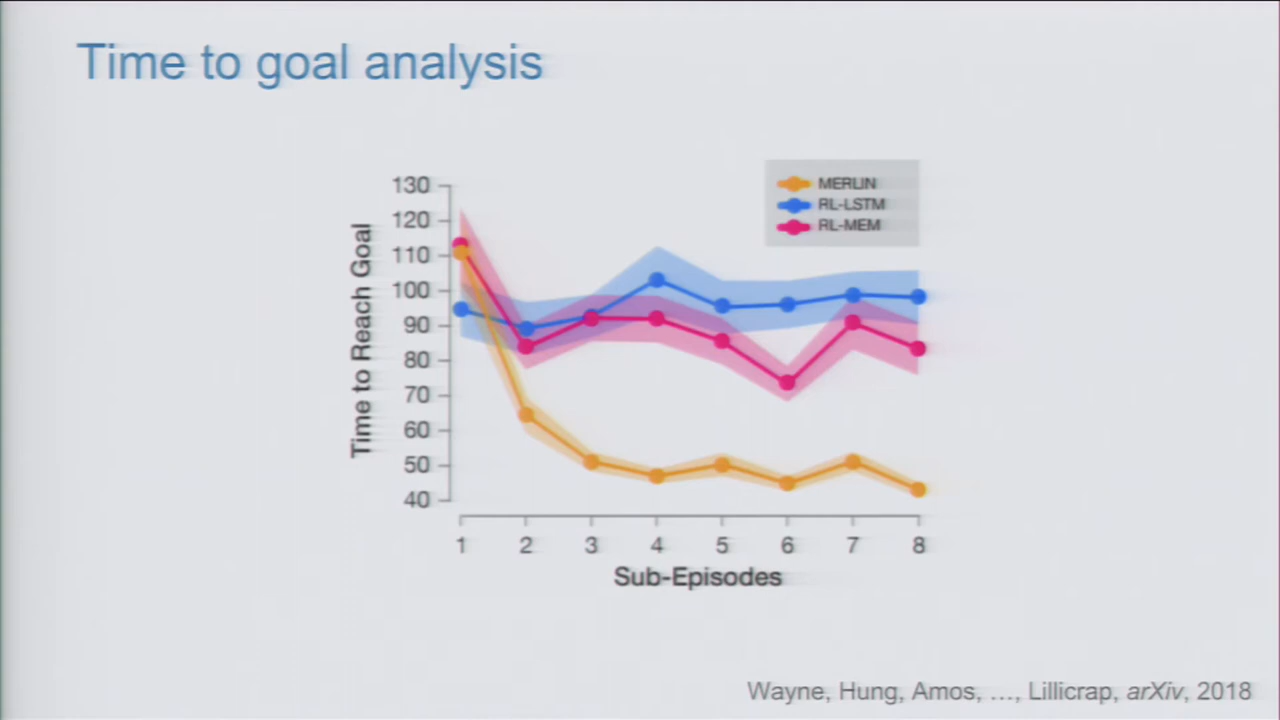 Time to goal analysis
MERLIN
RL-LSTM
RL-MEM
Time to Reach Goal
130
120
110
100
90
80
70
60
50
40
1 2 3 4 5 6 7 8
Sub-Episodes
Wayne, Hung, Amos, ..., Lillicrap, arXiv, 2018